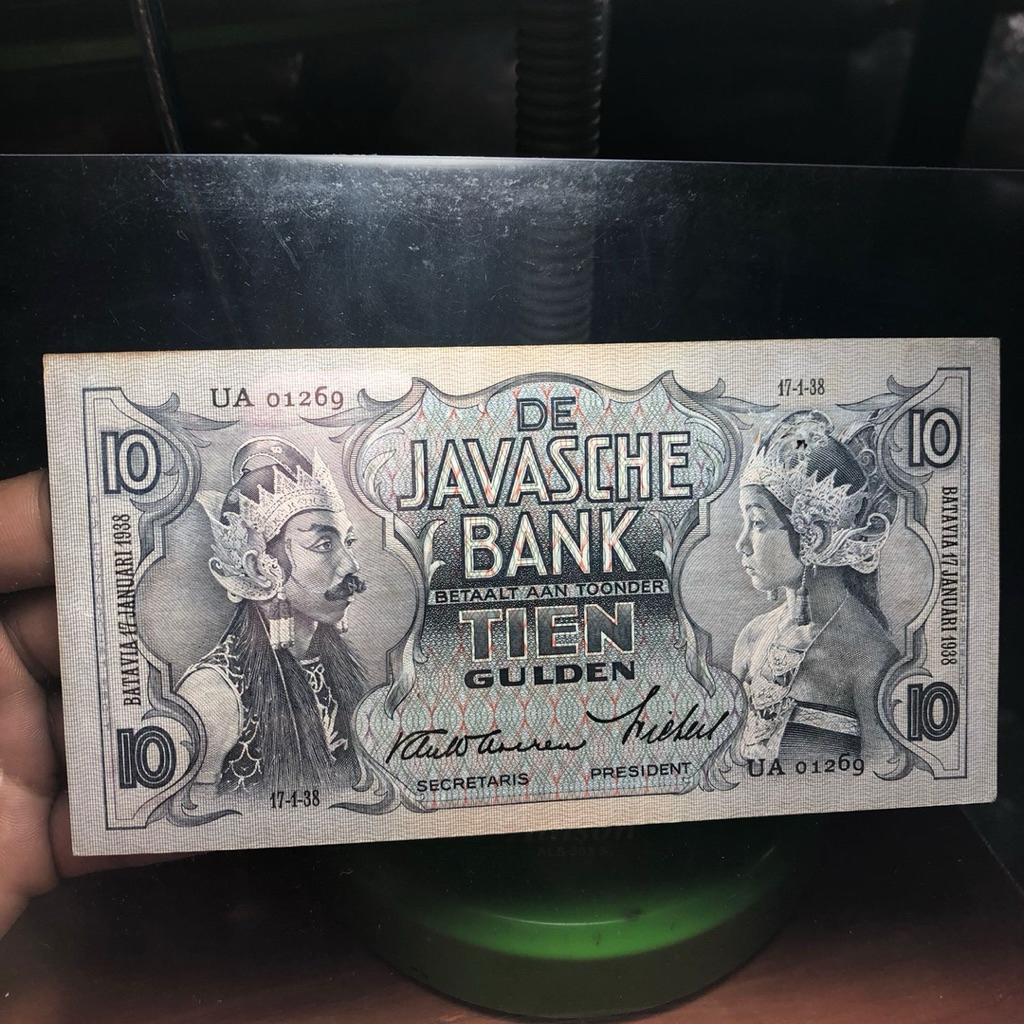 UA 01269
17-1-38
10
10
DE
JAVASCHE
BANK
BETAALT AAN TOONDER
TIEN
GULDEN
BATAVIA 17 JANUARI 1938
BATAVIA 17 JANUARI 1938
10
10
SECRETARIS
PRESIDENT
UA 01269
17-1-38